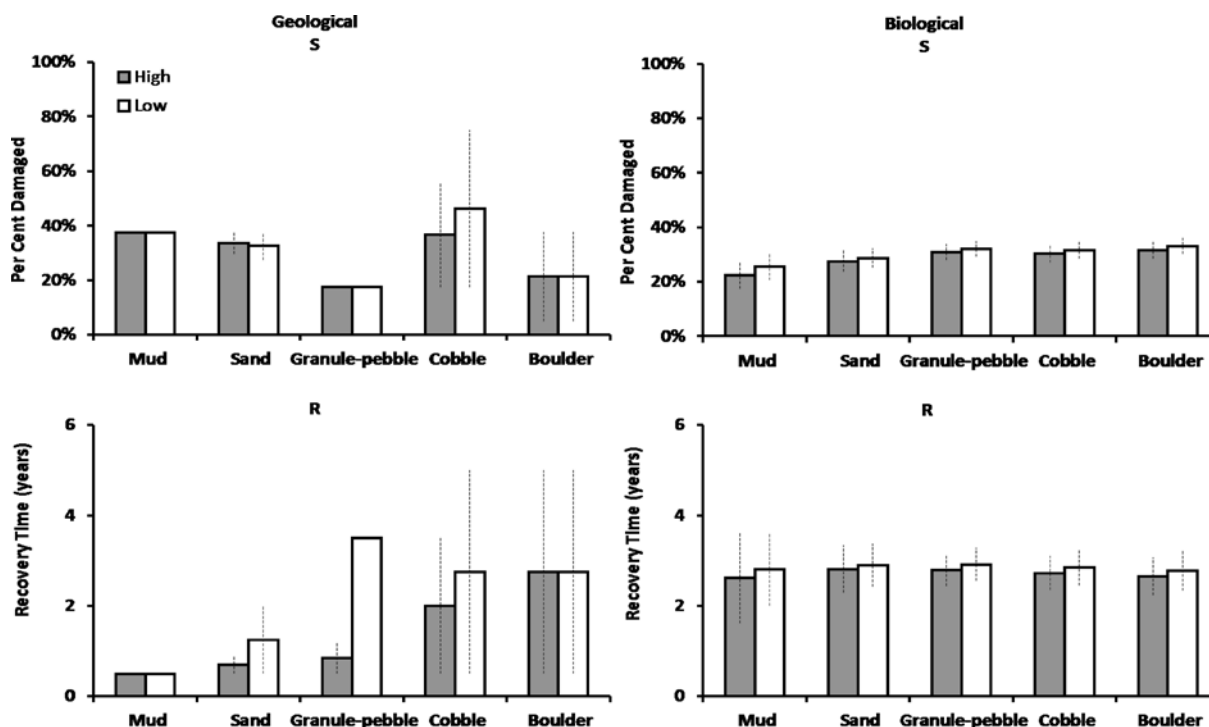 Geological
S
Per Cent Damaged
100%
80%
60%
40%
20%
0%
High
Low
Mud Sand Granule-pebble Cobble Boulder
Biological
S
Per Cent Damaged
100%
80%
60%
40%
20%
0%
Mud Sand Granule-pebble Cobble Boulder
R
Recovery Time (years)
6
4
2
0
Mud Sand Granule-pebble Cobble Boulder
R
Recovery Time (years)
6
4
2
0
Mud Sand Granule-pebble Cobble Boulder